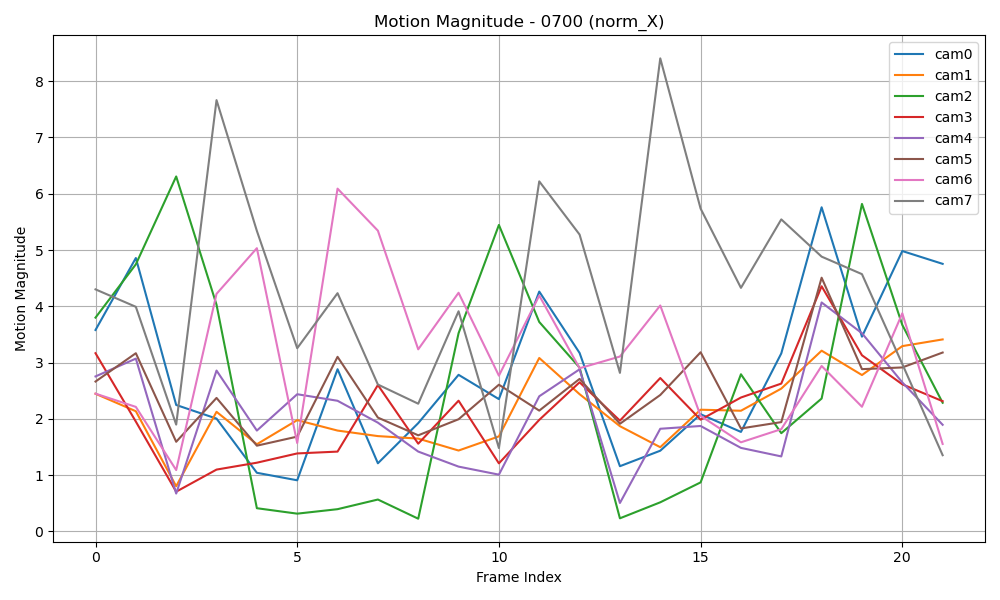 Motion Magnitude - 0700 (norm_X)
cam0
cam1
cam2
cam3
cam4
cam5
cam6
cam7
Motion Magnitude
8
7
6
5
4
3
2
1
0
0 5 10 15 20
Frame Index